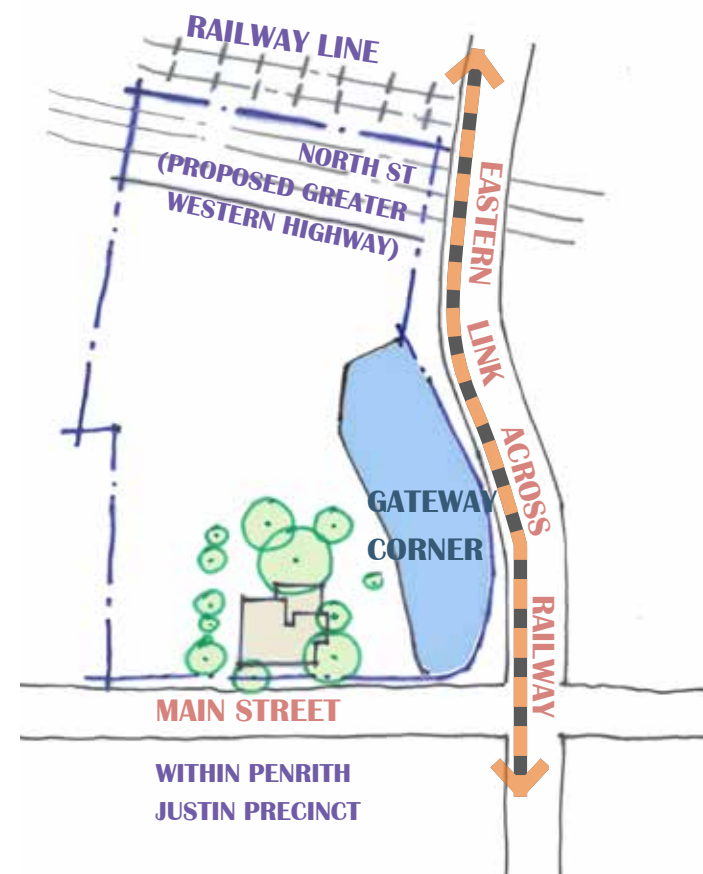 RAILWAY LINE
NORTH ST
(PROPOSED GREATER
WESTERN HIGHWAY)
EASTERN
LINK
ACROSS
RAILWAY
GATEWAY
CORNER
MAIN STREET
WITHIN PENRITH
JUSTIN PRECINCT